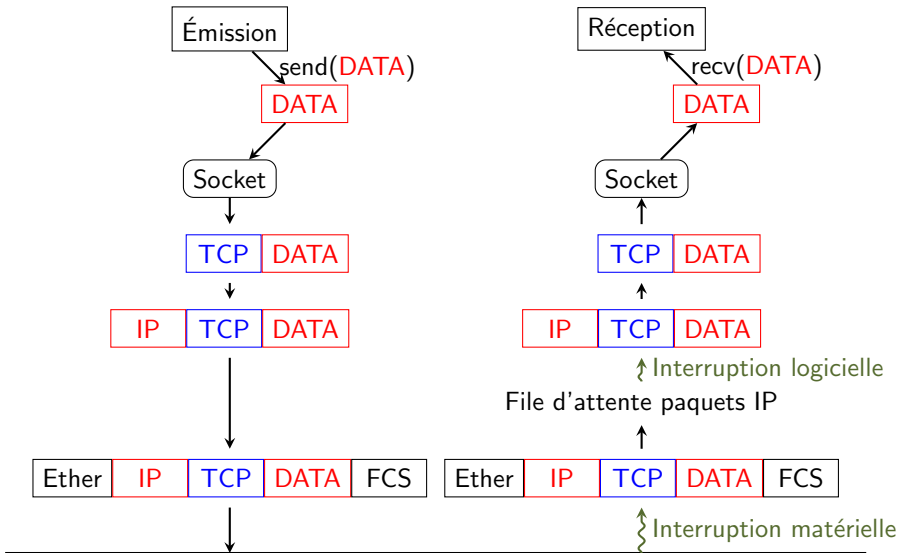 Émission
send(DATA)
DATA
Socket
TCP DATA
IP TCP DATA
Ether IP TCP DATA FCS
Réception
recv(DATA)
DATA
Socket
TCP DATA
IP TCP DATA
Interruption logicielle
File d'attente paquets IP
Ether IP TCP DATA FCS
Interruption matérielle